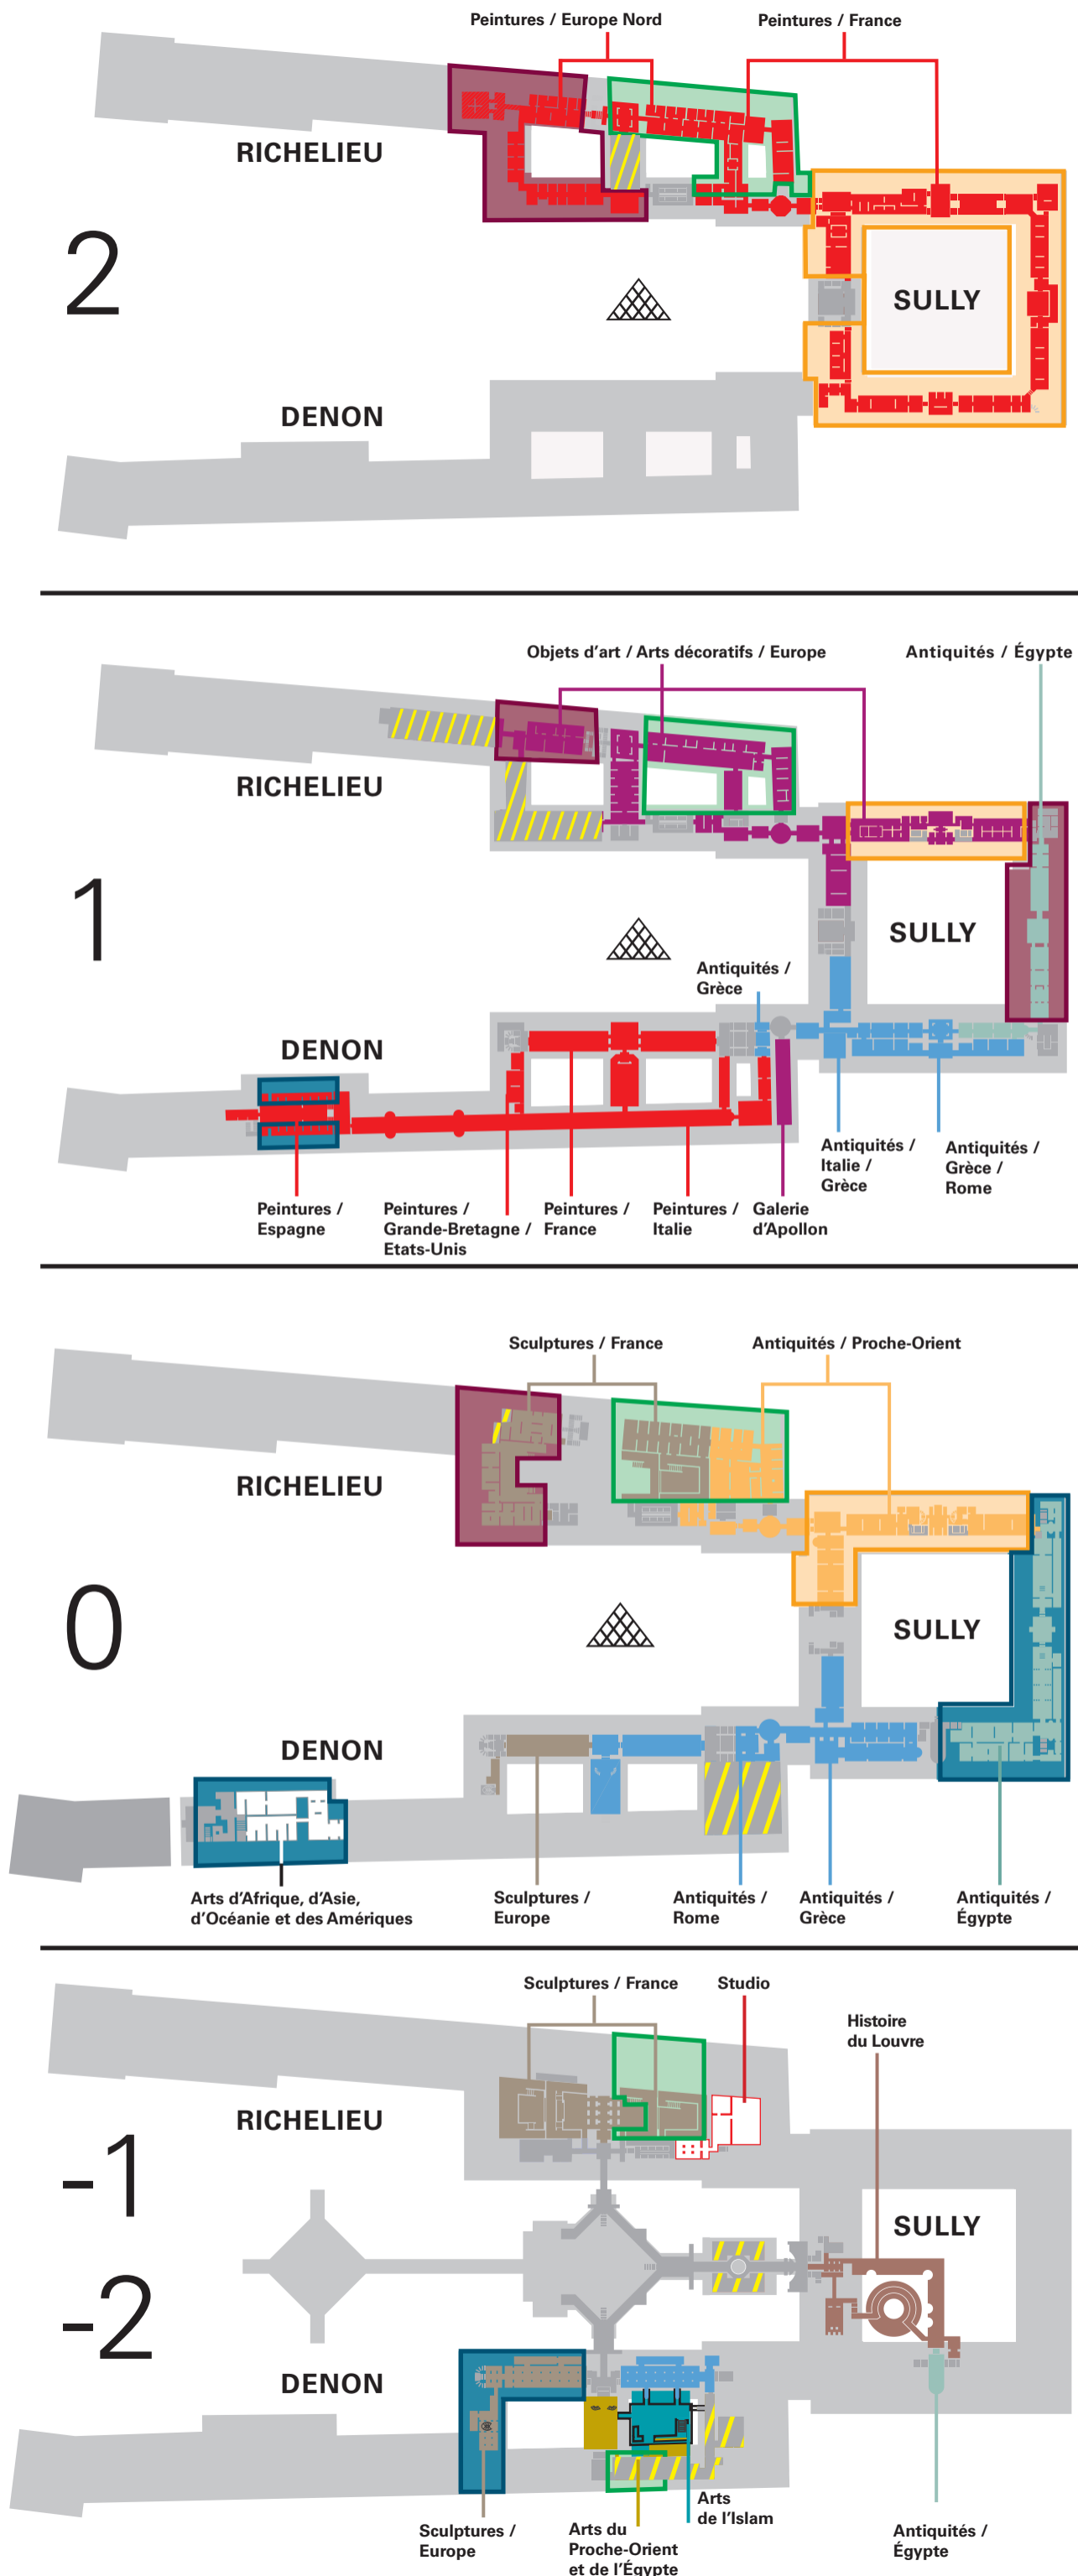 Peintures / Europe Nord
Peintures / France
RICHELIEU
2
SULLY
DENON
Objets d'art / Arts décoratifs / Europe
Antiquités / Égypte
RICHELIEU
1
SULLY
Antiquités /
Grèce
DENON
Antiquités /
Italie /
Grèce
Antiquités /
Grèce /
Rome
Peintures /
Espagne
Peintures /
Grande-Bretagne /
Etats-Unis
Peintures /
France
Peintures /
Italie
Galerie
d'Apollon
Sculptures / France
Antiquités / Proche-Orient
RICHELIEU
0
SULLY
DENON
Arts d'Afrique, d'Asie,
d'Océanie et des Amériques
Sculptures /
Europe
Antiquités /
Rome
Antiquités /
Grèce
Antiquités /
Égypte
Sculptures / France
Studio
Histoire
du Louvre
RICHELIEU
-1
SULLY
-2
DENON
Sculptures /
Europe
Arts du
Proche-Orient
et de l'Égypte
Arts
de l'Islam
Antiquités /
Égypte